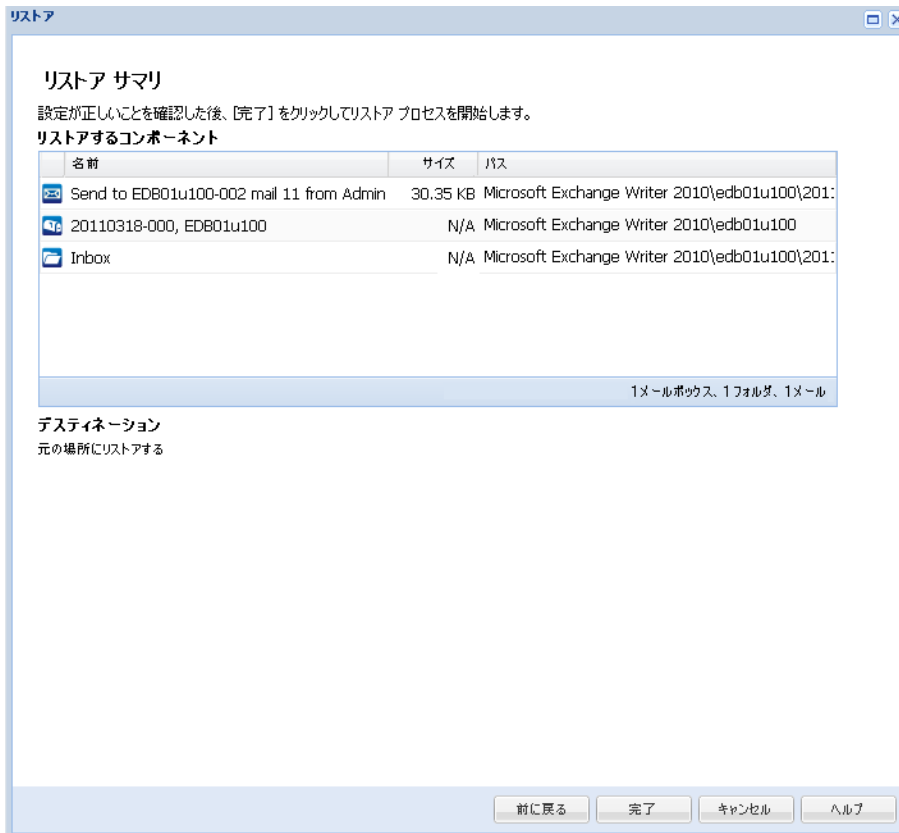 リストア
リストア サマリ
設定が正しいことを確認した後、[完了] をクリックしてリストア プロセスを開始します。
リストアするコンポーネント
名前 サイズ パス
Send to EDB01u100-002 mail 11 from Admin 30.35 KB Microsoft Exchange Writer 2010\edb01u100\2011
20110318-000, EDB01u100 N/A Microsoft Exchange Writer 2010\edb01u100
Inbox N/A Microsoft Exchange Writer 2010\edb01u100\2011
1メールボックス、1フォルダ、1メール
デスティネーション
元の場所にリストアする
前に戻る 完了 キャンセル ヘルプ